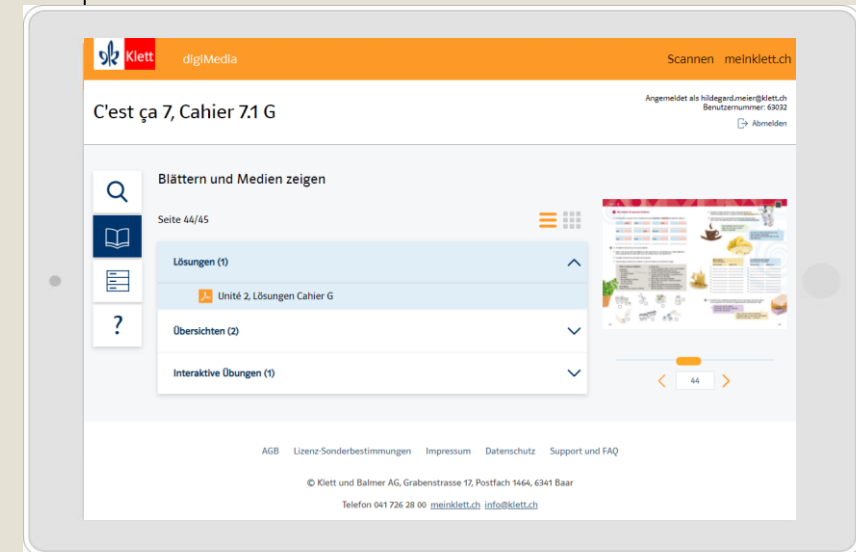 Klett digiMedia Scannen meinklett.ch
C'est ça 7, Cahier 7.1 G
Angemeldet als hildegard.meier@klett.ch
Benutzernummer: 63032
Abmelden
Blättern und Medien zeigen
Seite 44/45
Lösungen (1)
Unité 2, Lösungen Cahier G
?
Übersichten (2)
Interaktive Übungen (1)
44
AGB Lizenz-Sonderbestimmungen Impressum Datenschutz Support und FAQ
© Klett und Balmer AG, Grabenstrasse 17, Postfach 1464, 6341 Baar
Telefon 041 726 28 00 meinklett.ch info@klett.ch